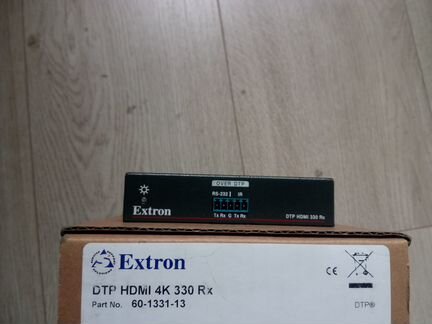 OVER DTP
RS-232 IR
Tx Rx G Tx Rx
Extron
DTP HDMI 330 Rx
Extron
CE
DTP HDMI 4K 330 Rx
Part No. 60-1331-13
DTP®